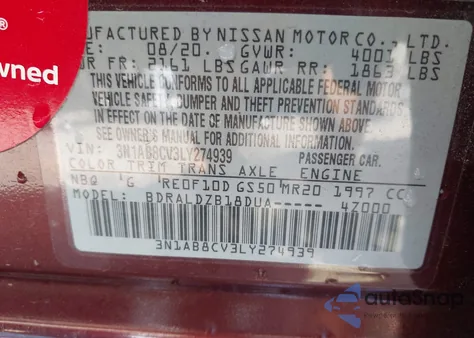 ®
wned
MANUFACTURED BY NISSAN MOTOR CO., LTD.
E: 08/20. GVWR: 4001 LBS
WR FR: 2161 LBS GAWR RR: 1863 LBS
THIS VEHICLE CONFORMS TO ALL APPLICABLE FEDERAL MOTOR
VEHICLE SAFETY, BUMPER AND THEFT PREVENTION STANDARDS
IN EFFECT ON THE DATE OF MANUFACTURE SHOWN ABOVE.
SEE OWNER'S MANUAL FOR ADDITIONAL INFORMATION.
VIN: 3N1AB8CV3LY274939 PASSENGER CAR.
COLOR TRIM TRANS AXLE ENGINE
NBQ 'G 'RE0F10D GS50 MR20 1997 CC
MODEL: BDRALDZB18DUA----- 47000
3N1AB8CV3LY274939
autoSnap